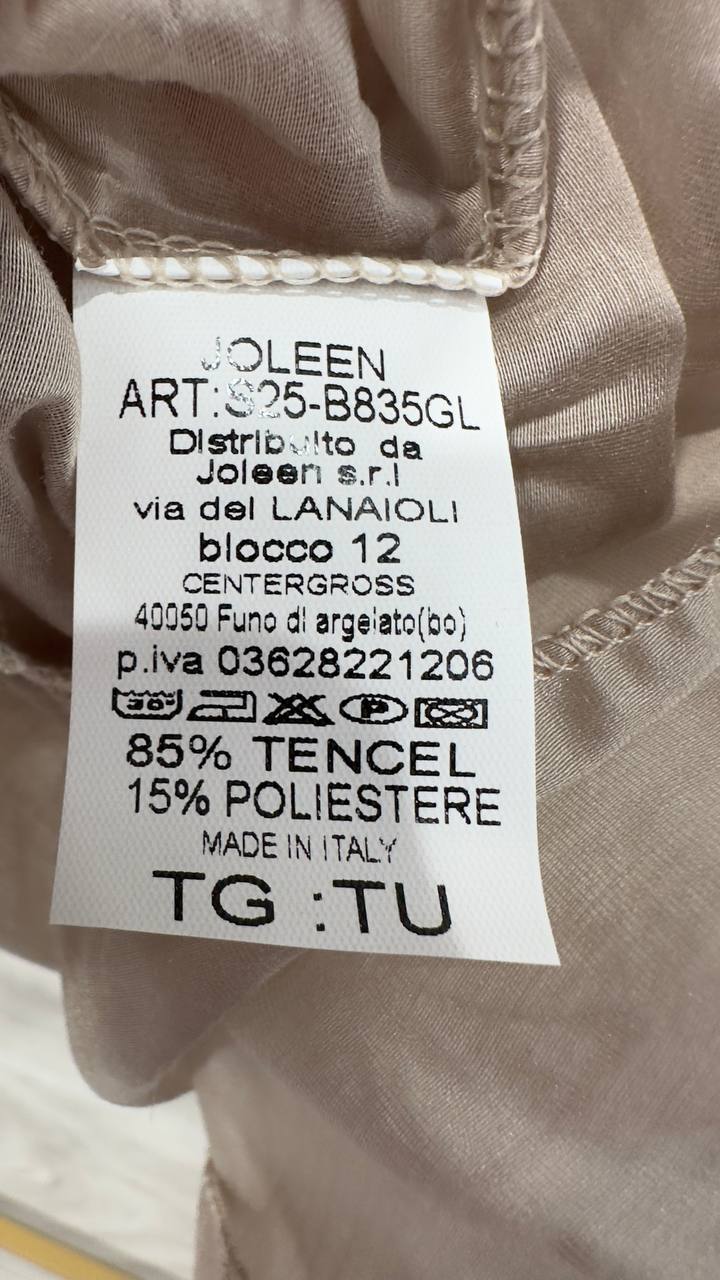 JOLEEN
ART:S25-B835GL
Distribuito da
Joleen s.r.l
via dei LANAIOLI
blocco 12
CENTERGROSS
40050 Funo di argelato(bo)
p.iva 03628221206
30° P
85% TENCEL
15% POLIESTERE
MADE IN ITALY
TG :TU